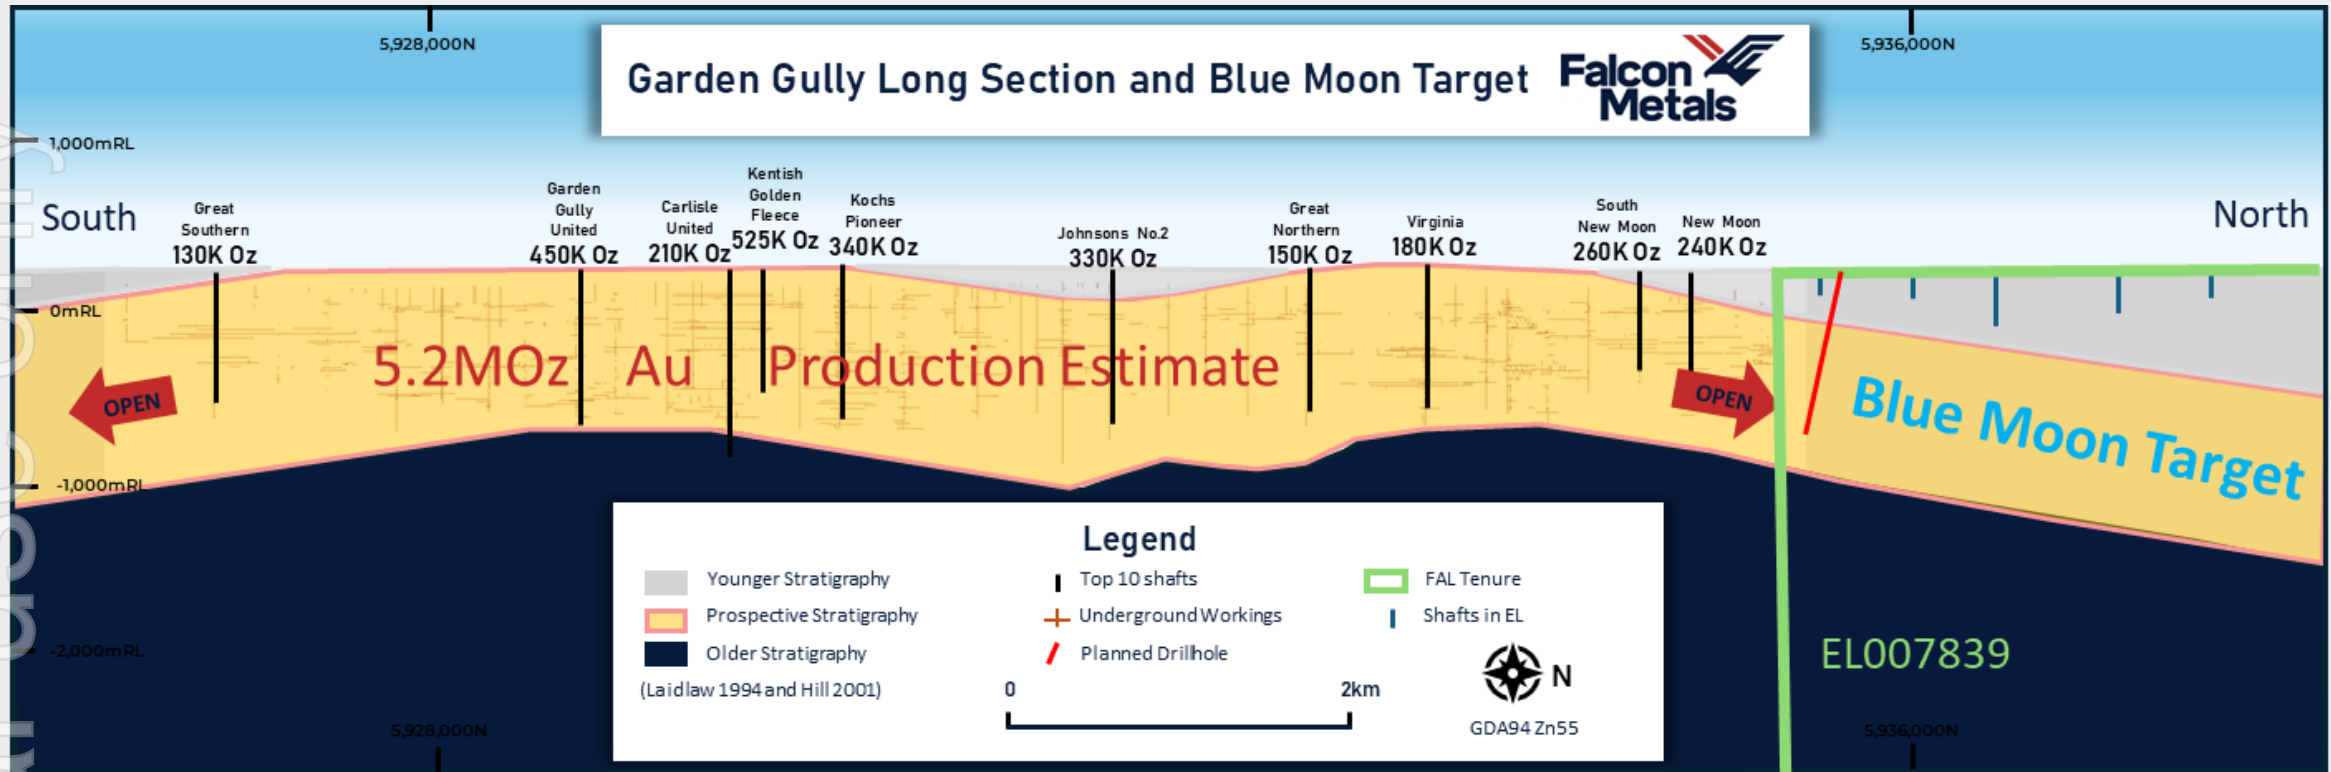 5,928,000N
5,936,000N
Garden Gully Long Section and Blue Moon Target
Falcon
Metals
1,000mRL
South
North
Great
Southern
130K Oz
Garden
Gully
United
450K Oz
Carlisle
United
210K Oz
Kentish
Golden
Fleece
525K Oz
Kochs
Pioneer
340K Oz
Johnsons No.2
330K Oz
Great
Northern
150K Oz
Virginia
180K Oz
South
New Moon
260K Oz
New Moon
240K Oz
0mRL
5.2MOz Au Production Estimate
OPEN
OPEN
Blue Moon Target
-1,000mRL
-2,000mRL
Legend
Younger Stratigraphy
Prospective Stratigraphy
Older Stratigraphy
(Laidlaw 1994 and Hill 2001)
Top 10 shafts
Underground Workings
Planned Drillhole
0 2km
FAL Tenure
Shafts in EL
N
GDA94 Zn55
EL007839
5,928,000N
5,936,000N